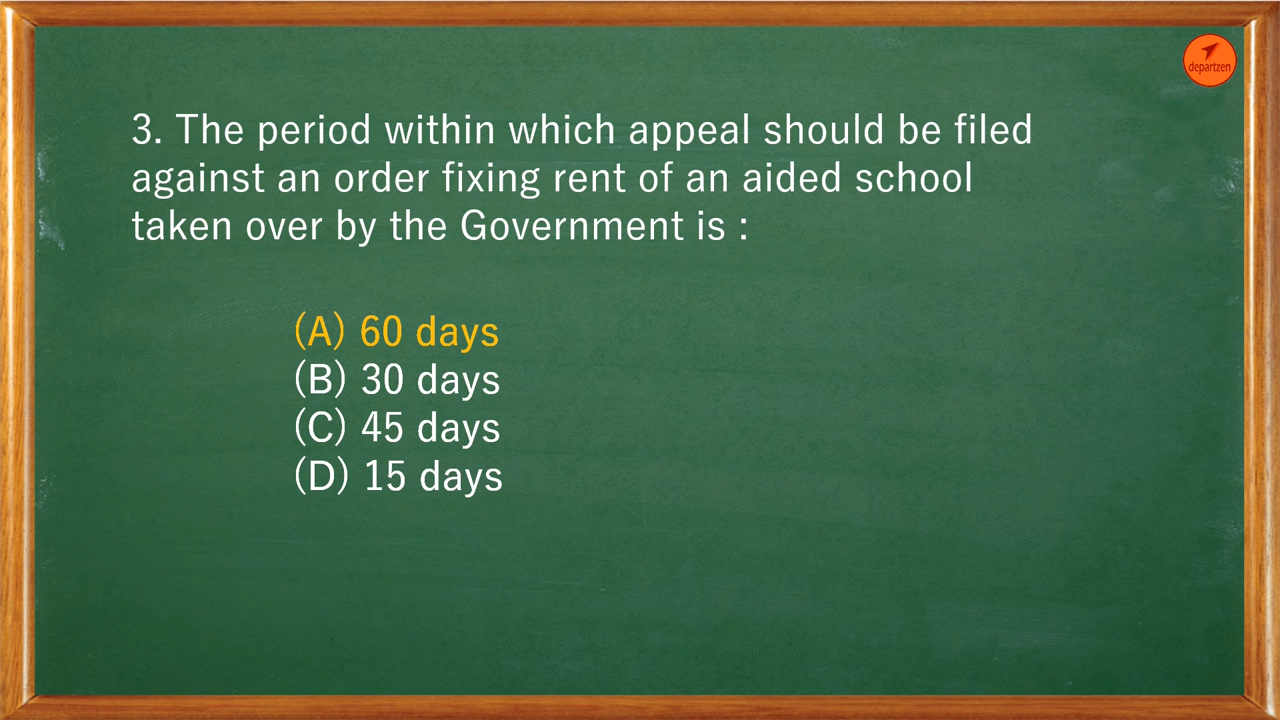 departzen
3. The period within which appeal should be filed
against an order fixing rent of an aided school
taken over by the Government is :
(A) 60 days
(B) 30 days
(C) 45 days
(D) 15 days